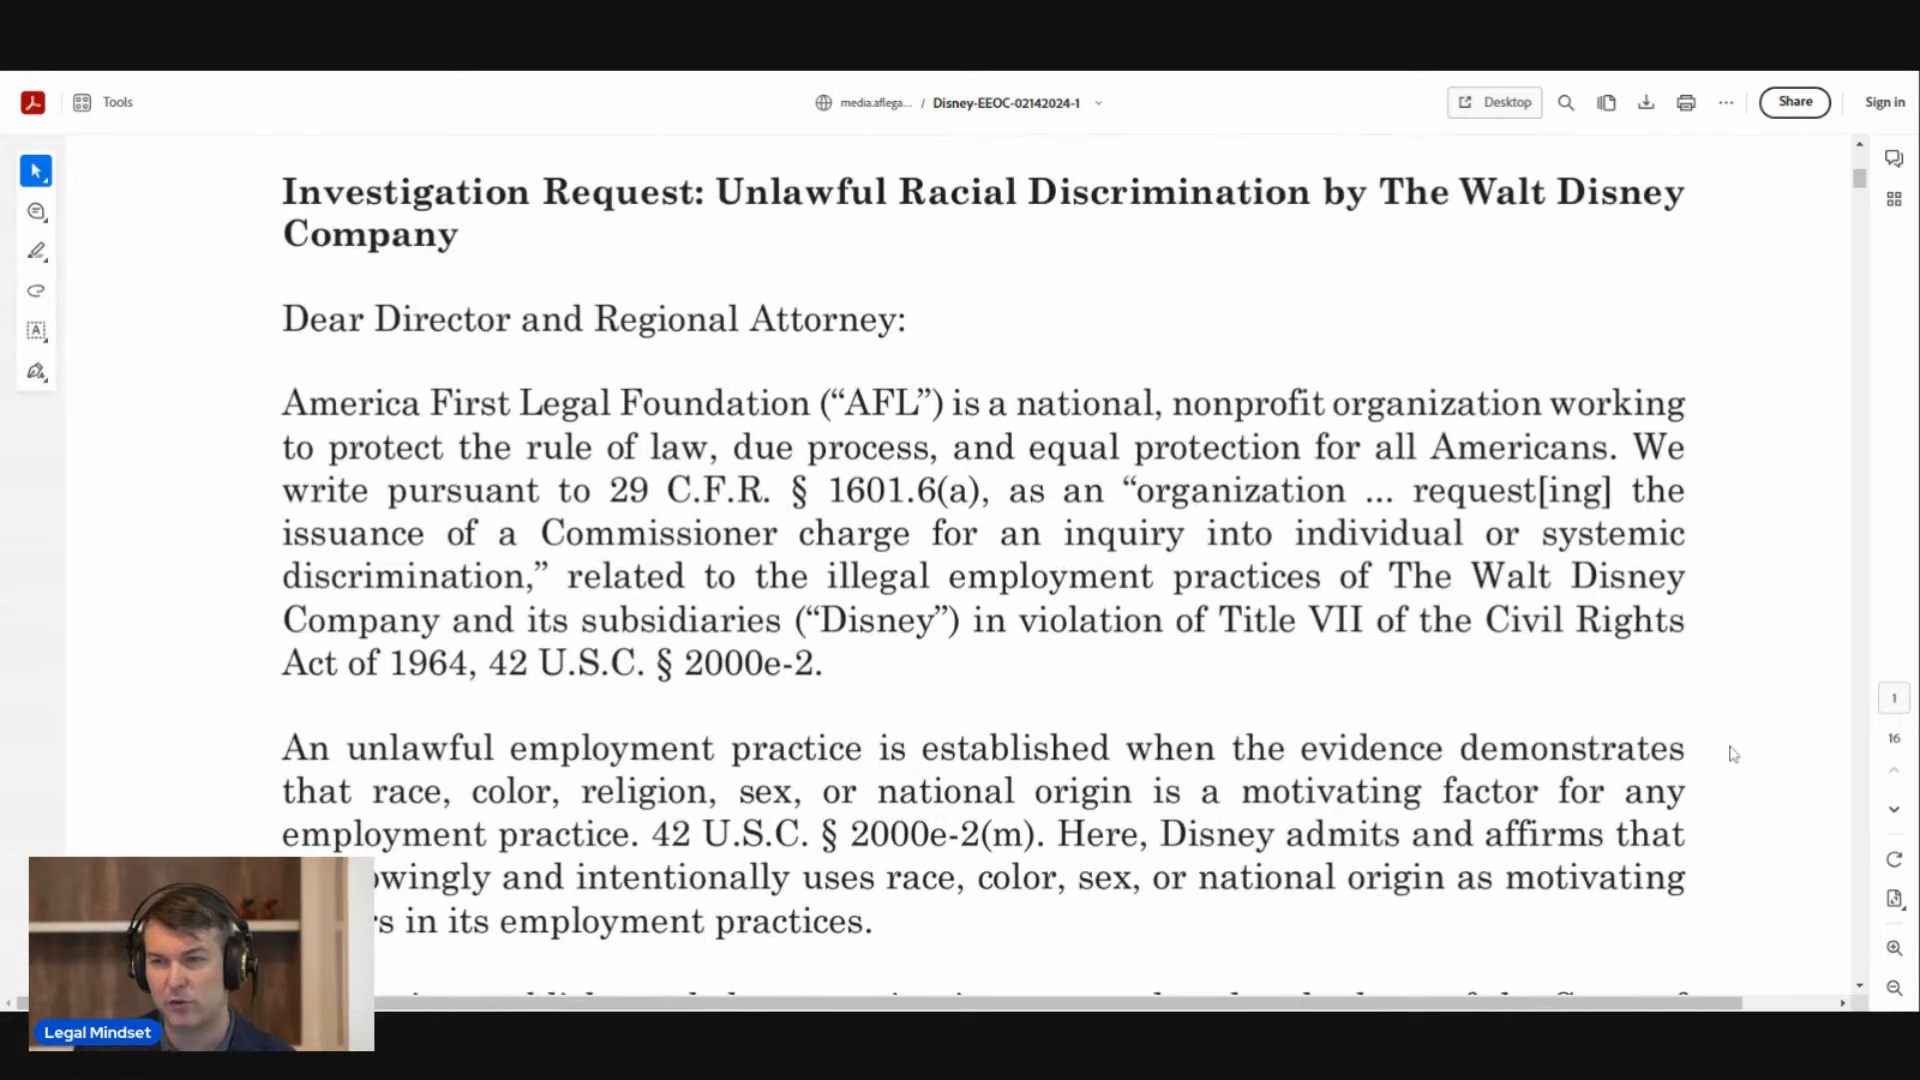 Tools
media.aflega... / Disney-EEOC-02142024-1
Desktop
Share
Sign in
Investigation Request: Unlawful Racial Discrimination by The Walt Disney
Company
Dear Director and Regional Attorney:
America First Legal Foundation (“AFL”) is a national, nonprofit organization working
to protect the rule of law, due process, and equal protection for all Americans. We
write pursuant to 29 C.F.R. § 1601.6(a), as an “organization ... request[ing] the
issuance of a Commissioner charge for an inquiry into individual or systemic
discrimination,” related to the illegal employment practices of The Walt Disney
Company and its subsidiaries (“Disney”) in violation of Title VII of the Civil Rights
Act of 1964, 42 U.S.C. § 2000e-2.
An unlawful employment practice is established when the evidence demonstrates
that race, color, religion, sex, or national origin is a motivating factor for any
employment practice. 42 U.S.C. § 2000e-2(m). Here, Disney admits and affirms that
owingly and intentionally uses race, color, sex, or national origin as motivating
s in its employment practices.
1
16
Legal Mindset